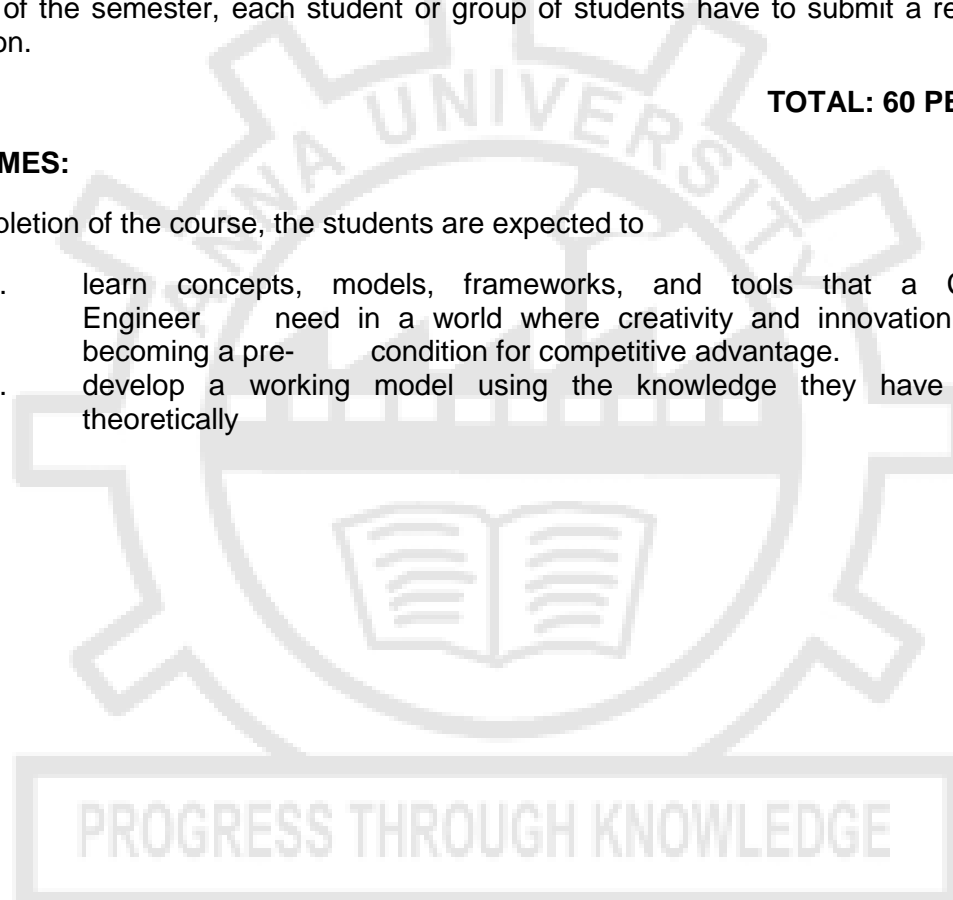 of the semester, each student or group of students have to submit a re
on.
TOTAL: 60 PE
MES:
pletion of the course, the students are expected to
. learn concepts, models, frameworks, and tools that a
Engineer need in a world where creativity and innovation
becoming a pre- condition for competitive advantage.
. develop a working model using the knowledge they have
theoretically
ANNA UNIVERSITY
PROGRESS THROUGH KNOWLEDGE